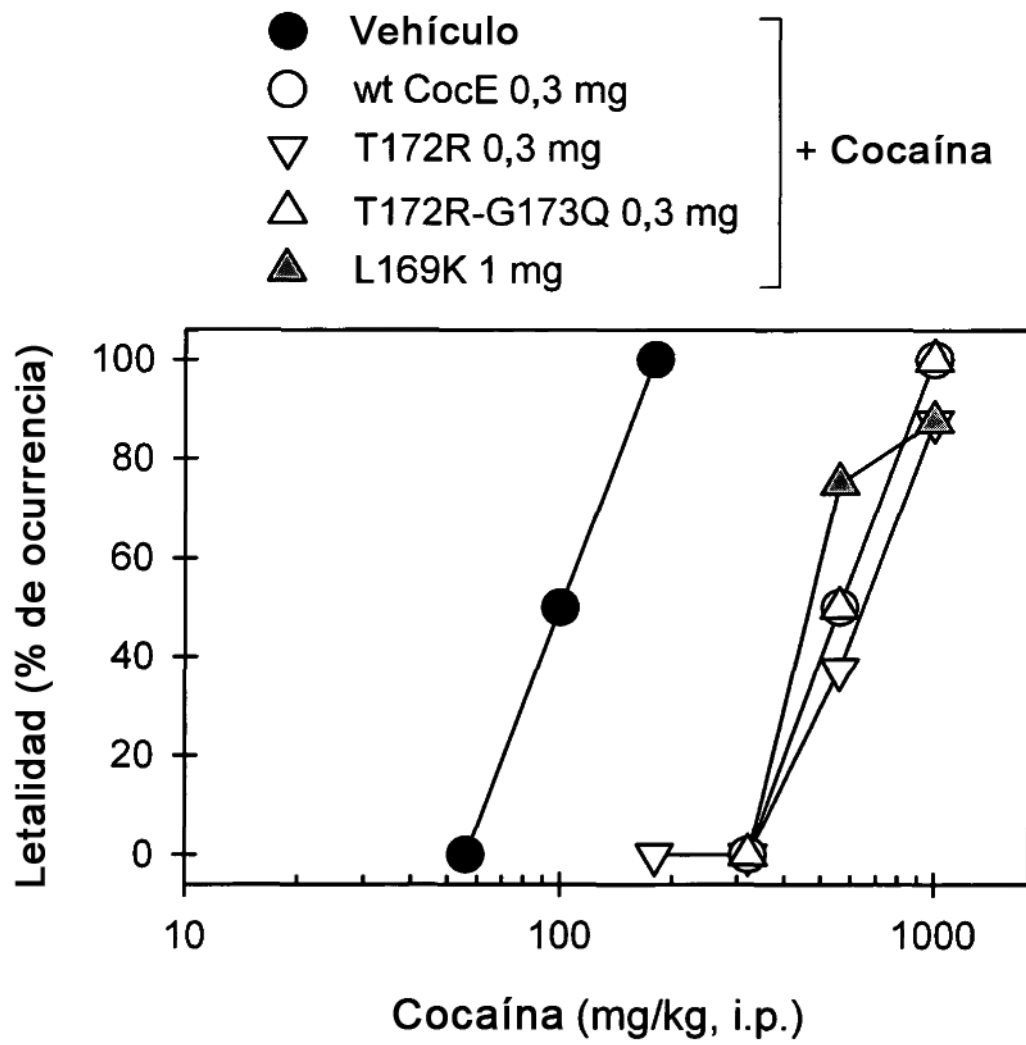 Vehículo
wt CocE 0,3 mg
T172R 0,3 mg
T172R-G173Q 0,3 mg
L169K 1 mg
+ Cocaína
Letalidad (% de ocurrencia)
100
80
60
40
20
0
10
100
1000
Cocaína (mg/kg, i.p.)